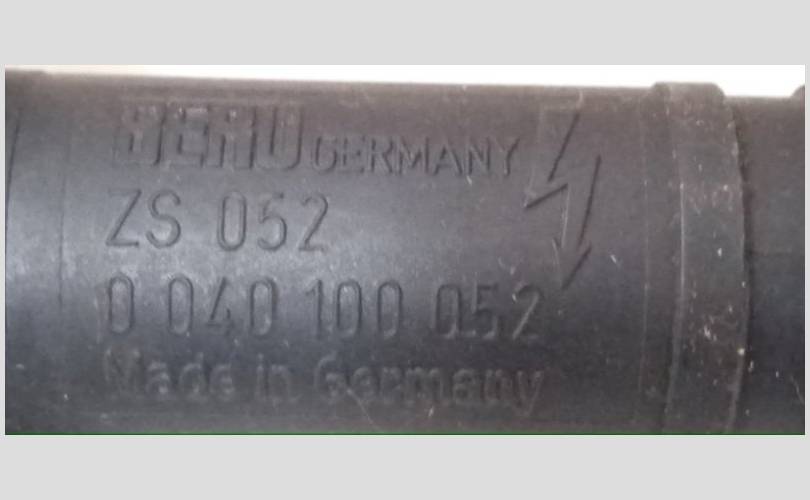 BERU GERMANY
ZS 052
0 040 100 052
Made in Germany